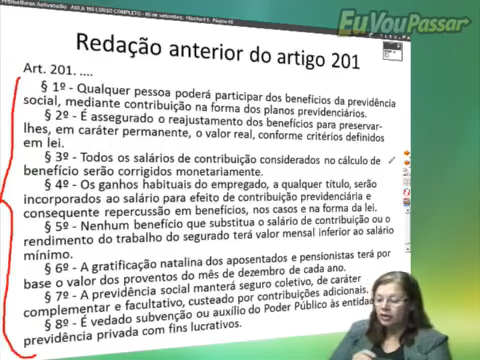 EuVouPassar
Redação anterior do artigo 201
Art. 201. ....
§ 1º - Qualquer pessoa poderá participar dos benefícios da previdência
social, mediante contribuição na forma dos planos previdenciários.
§ 2º - É assegurado o reajustamento dos benefícios para preservar-
lhes, em caráter permanente, o valor real, conforme critérios definidos
em lei.
§ 3º - Todos os salários de contribuição considerados no cálculo de
benefício serão corrigidos monetariamente.
§ 4º - Os ganhos habituais do empregado, a qualquer título, serão
incorporados ao salário para efeito de contribuição previdenciária e
consequente repercussão em benefícios, nos casos e na forma da lei.
§ 5º - Nenhum benefício que substitua o salário de contribuição ou o
rendimento do trabalho do segurado terá valor mensal inferior ao salário
mínimo.
§ 6º - A gratificação natalina dos aposentados e pensionistas terá por
base o valor dos proventos do mês de dezembro de cada ano.
§ 7º - A previdência social manterá seguro coletivo, de caráter
complementar e facultativo, custeado por contribuições adicionais.
§ 8º - É vedado subvenção ou auxílio do Poder Público às
previdência privada com fins lucrativos.